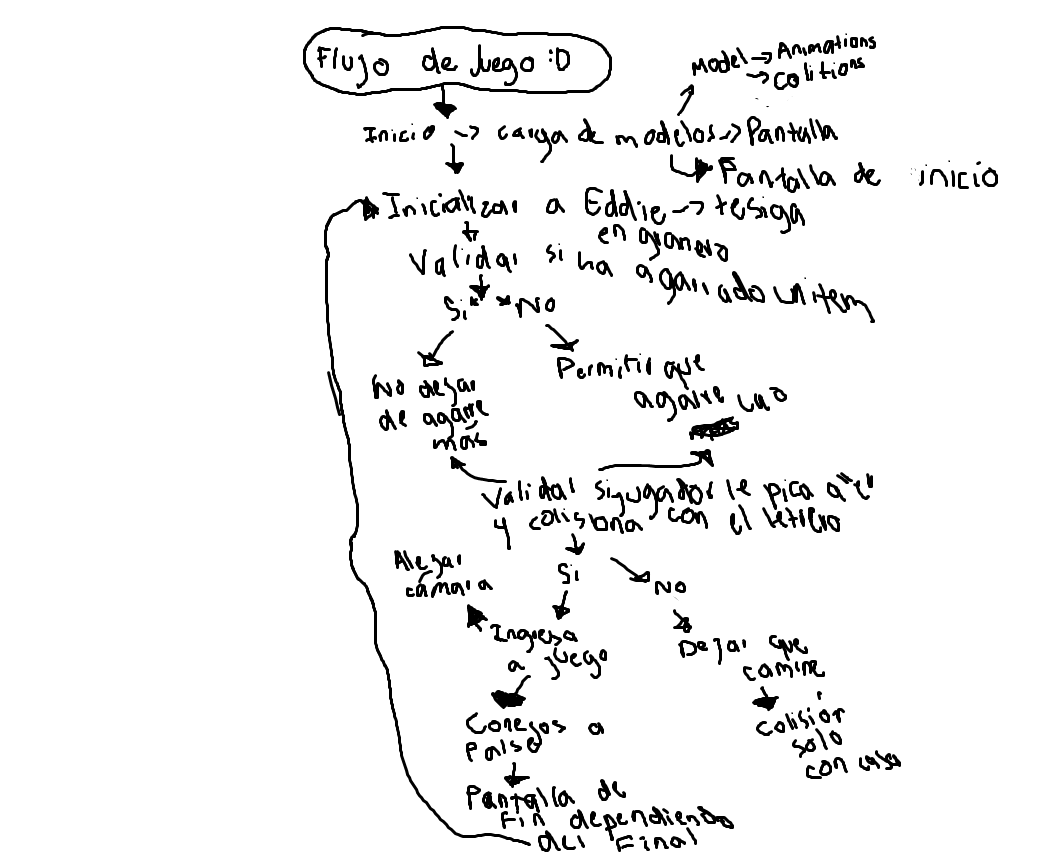 Flujo de Juego :D
Model -> Animations
-> Colitions
Inicio -> carga de modelos -> Pantalla
Pantalla de inicio
Inicializar a Eddie -> tesiga
en granero
Validar si ha agarrado un item
Si No
No dejar
de agarre
más
Permitir que
agarre uno
Validar si jugador le pica a "E"
y colisiona con el letrero
Si
No
Alejar
cámara
Ingresa
a juego
Dejar que
camine
Colisión
solo
con casa
Conejos a
Palse
Pantalla de
Fin dependiendo
del Final